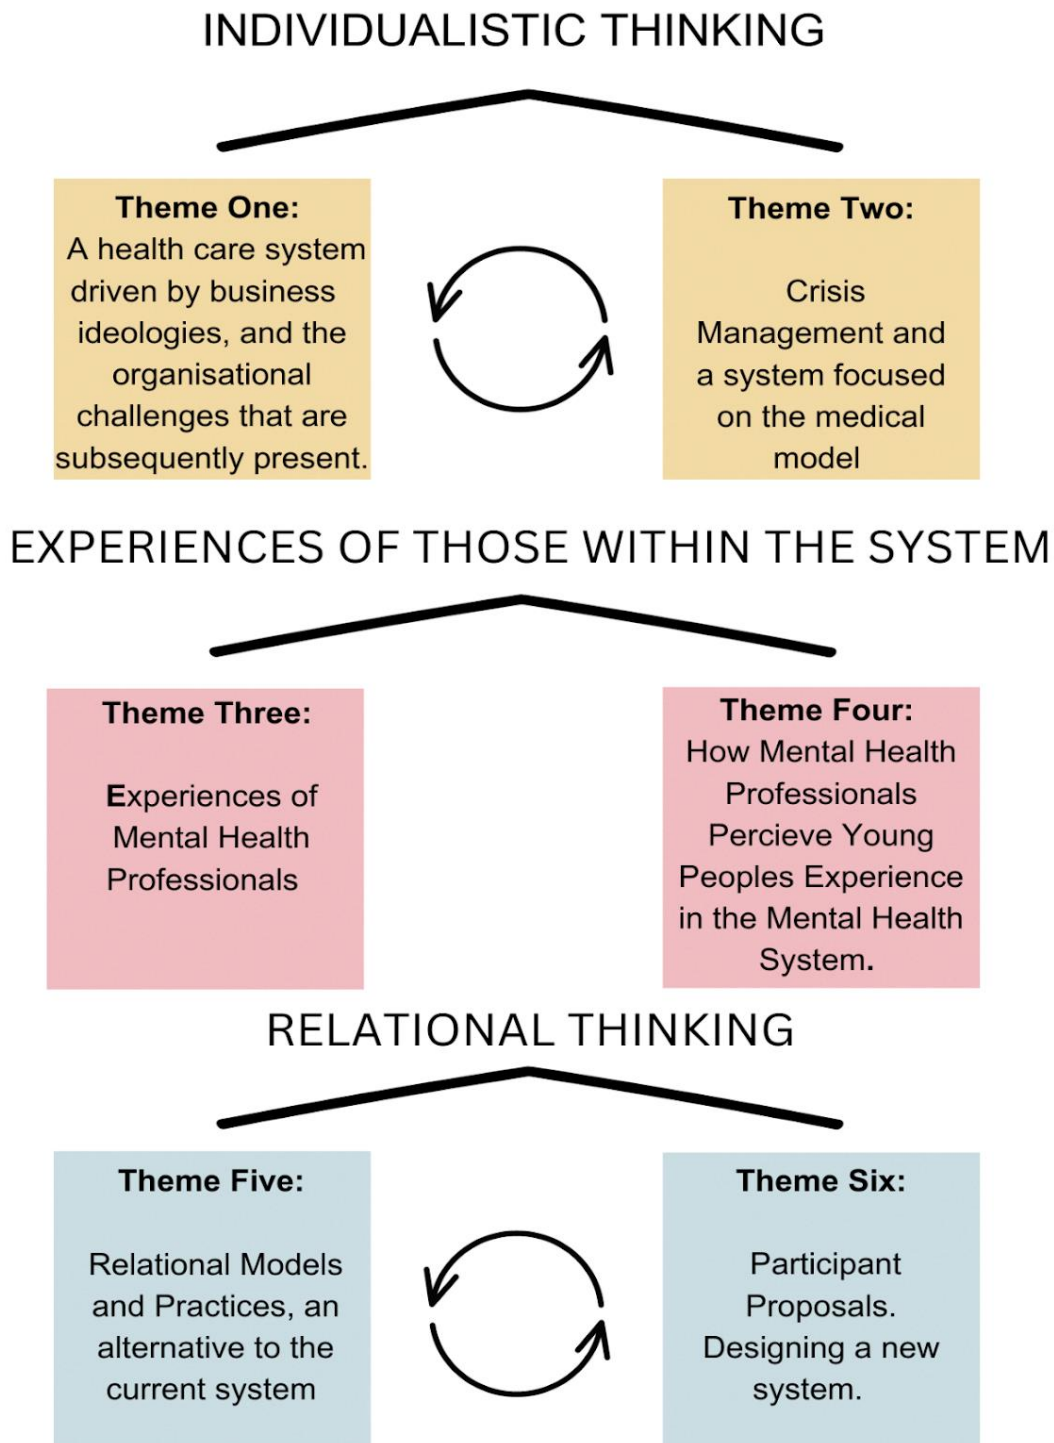 INDIVIDUALISTIC THINKING
Theme One:
A health care system
driven by business
ideologies, and the
organisational
challenges that are
subsequently present.
Theme Two:
Crisis
Management and
a system focused
on the medical
model
EXPERIENCES OF THOSE WITHIN THE SYSTEM
Theme Three:
Experiences of
Mental Health
Professionals
Theme Four:
How Mental Health
Professionals
Percieve Young
Peoples Experience
in the Mental Health
System.
RELATIONAL THINKING
Theme Five:
Relational Models
and Practices, an
alternative to the
current system
Theme Six:
Participant
Proposals.
Designing a new
system.